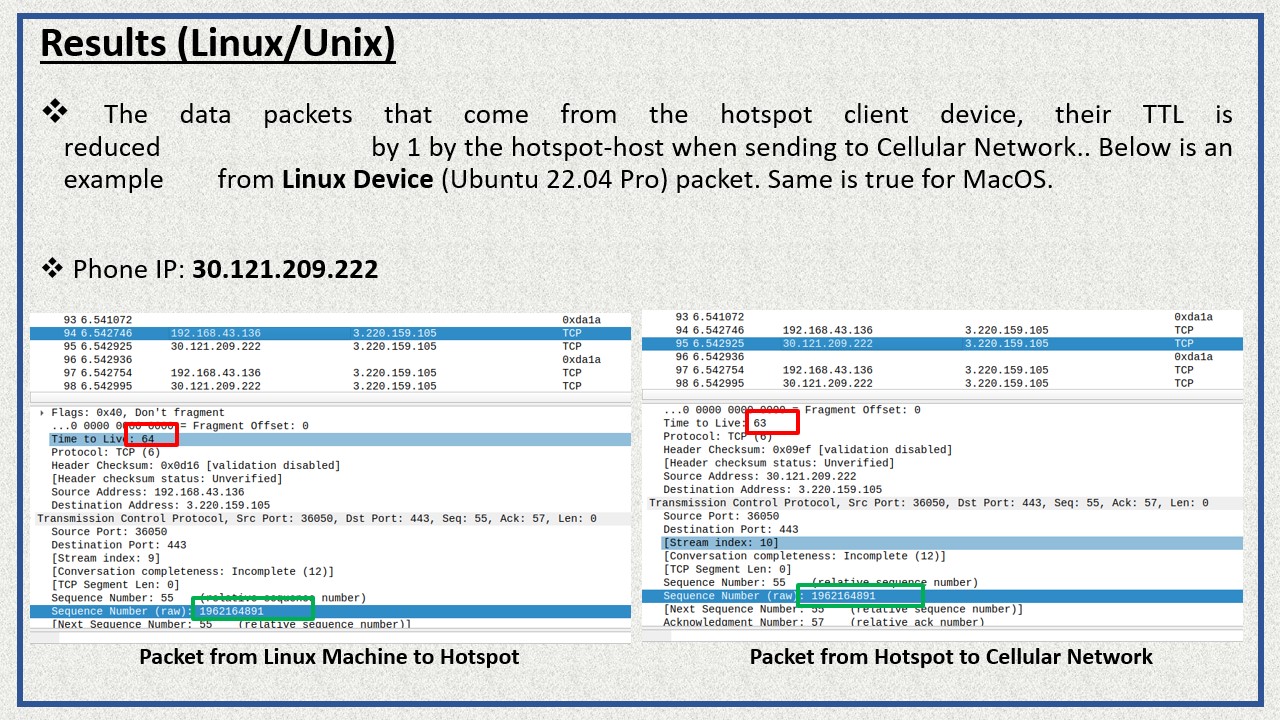 Results (Linux/Unix)
❖ The data packets that come from the hotspot client device, their TTL is
reduced by 1 by the hotspot-host when sending to Cellular Network.. Below is an
example from Linux Device (Ubuntu 22.04 Pro) packet. Same is true for MacOS.
❖ Phone IP: 30.121.209.222
93 6.541072 0xda1a
94 6.542746 192.168.43.136 3.220.159.105 TCP
95 6.542925 30.121.209.222 3.220.159.105 TCP
96 6.542936 0xda1a
97 6.542754 192.168.43.136 3.220.159.105 TCP
98 6.542995 30.121.209.222 3.220.159.105 TCP
Flags: 0x40, Don't fragment
...0 0000 0000 0000 = Fragment Offset: 0
Time to Live: 64
Protocol: TCP (6)
Header Checksum: 0x0d16 [validation disabled]
[Header checksum status: Unverified]
Source Address: 192.168.43.136
Destination Address: 3.220.159.105
Transmission Control Protocol, Src Port: 36050, Dst Port: 443, Seq: 55, Ack: 57, Len: 0
Source Port: 36050
Destination Port: 443
[Stream index: 9]
[Conversation completeness: Incomplete (12)]
[TCP Segment Len: 0]
Sequence Number: 55 (relative sequence number)
Sequence Number (raw): 1962164891
[Next Sequence Number: 55 (relative sequence number)]
Packet from Linux Machine to Hotspot
93 6.541072 0xda1a
94 6.542746 192.168.43.136 3.220.159.105 TCP
95 6.542925 30.121.209.222 3.220.159.105 TCP
96 6.542936 0xda1a
97 6.542754 192.168.43.136 3.220.159.105 TCP
98 6.542995 30.121.209.222 3.220.159.105 TCP
...0 0000 0000 0000 = Fragment Offset: 0
Time to Live: 63
Protocol: TCP (6)
Header Checksum: 0x09ef [validation disabled]
[Header checksum status: Unverified]
Source Address: 30.121.209.222
Destination Address: 3.220.159.105
Transmission Control Protocol, Src Port: 36050, Dst Port: 443, Seq: 55, Ack: 57, Len: 0
Source Port: 36050
Destination Port: 443
[Stream index: 10]
[Conversation completeness: Incomplete (12)]
[TCP Segment Len: 0]
Sequence Number: 55 (relative sequence number)
Sequence Number (raw): 1962164891
[Next Sequence Number: 55 (relative sequence number)]
Acknowledgment Number: 57 (relative ack number)
Packet from Hotspot to Cellular Network